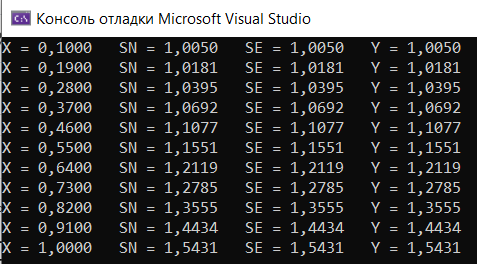 Консоль отладки Microsoft Visual Studio
X = 0,1000 SN = 1,0050 SE = 1,0050 Y = 1,0050
X = 0,1900 SN = 1,0181 SE = 1,0181 Y = 1,0181
X = 0,2800 SN = 1,0395 SE = 1,0395 Y = 1,0395
X = 0,3700 SN = 1,0692 SE = 1,0692 Y = 1,0692
X = 0,4600 SN = 1,1077 SE = 1,1077 Y = 1,1077
X = 0,5500 SN = 1,1551 SE = 1,1551 Y = 1,1551
X = 0,6400 SN = 1,2119 SE = 1,2119 Y = 1,2119
X = 0,7300 SN = 1,2785 SE = 1,2785 Y = 1,2785
X = 0,8200 SN = 1,3555 SE = 1,3555 Y = 1,3555
X = 0,9100 SN = 1,4434 SE = 1,4434 Y = 1,4434
X = 1,0000 SN = 1,5431 SE = 1,5431 Y = 1,5431